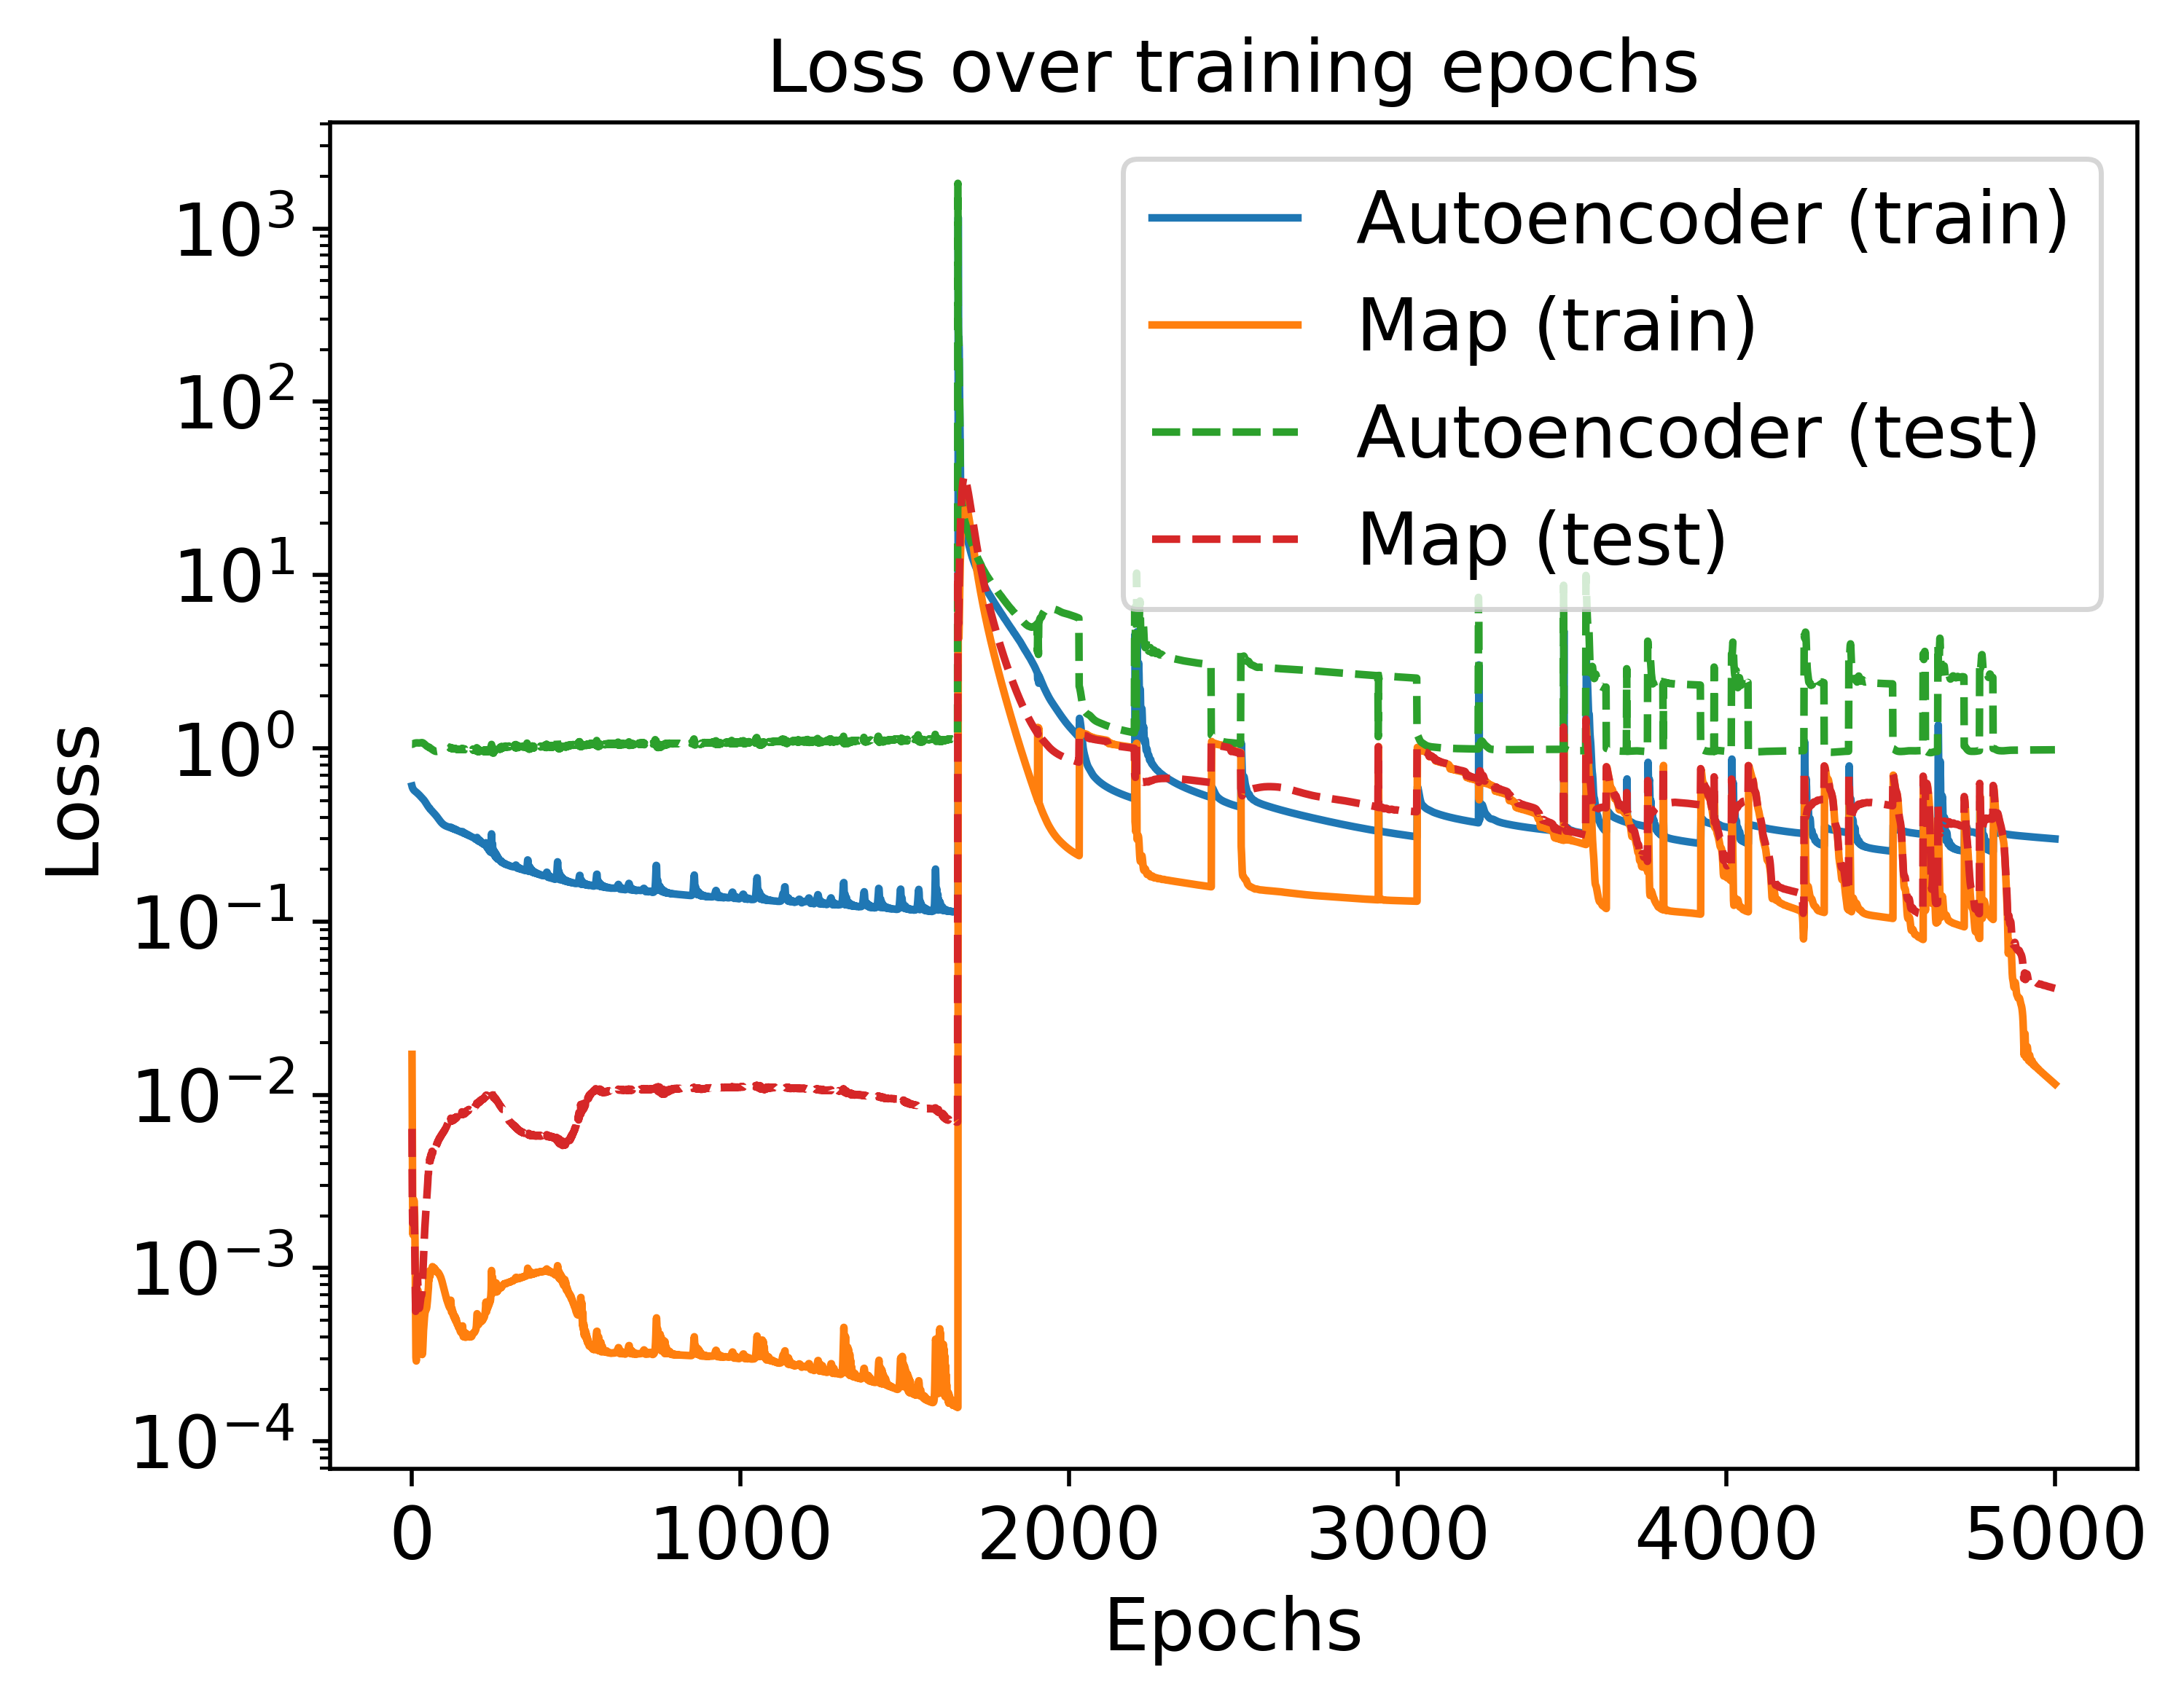 Loss over training epochs
Autoencoder (train)
Map (train)
Autoencoder (test)
Map (test)
10³
10²
10¹
10⁰
10⁻¹
10⁻²
10⁻³
10⁻⁴
Loss
0 1000 2000 3000 4000 5000
Epochs